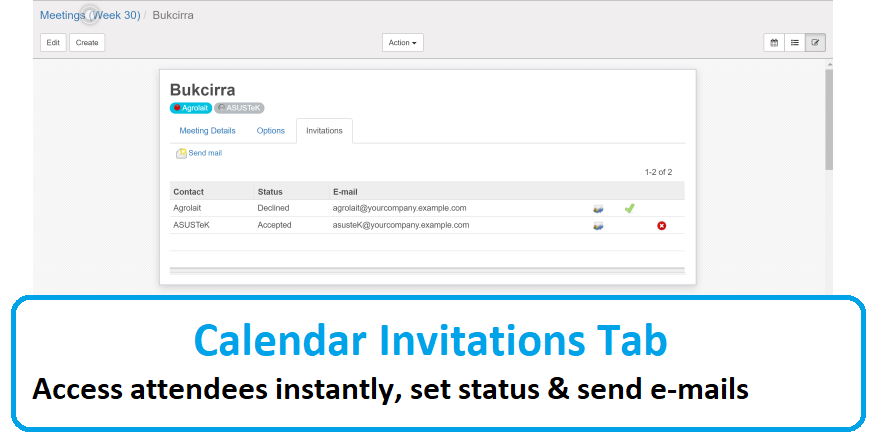 Meetings (Week 30) / Bukcirra
Edit Create Action
Bukcirra
Agrolait ASUSTeK
Meeting Details Options Invitations
Send mail
1-2 of 2
Contact Status E-mail
Agrolait Declined agrolait@yourcompany.example.com
ASUSTeK Accepted asusteK@yourcompany.example.com
Calendar Invitations Tab
Access attendees instantly, set status & send e-mails